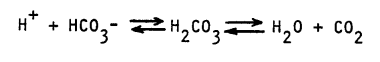 H⁺ + HCO₃- ⇌ H₂CO₃ ⇌ H₂O + CO₂